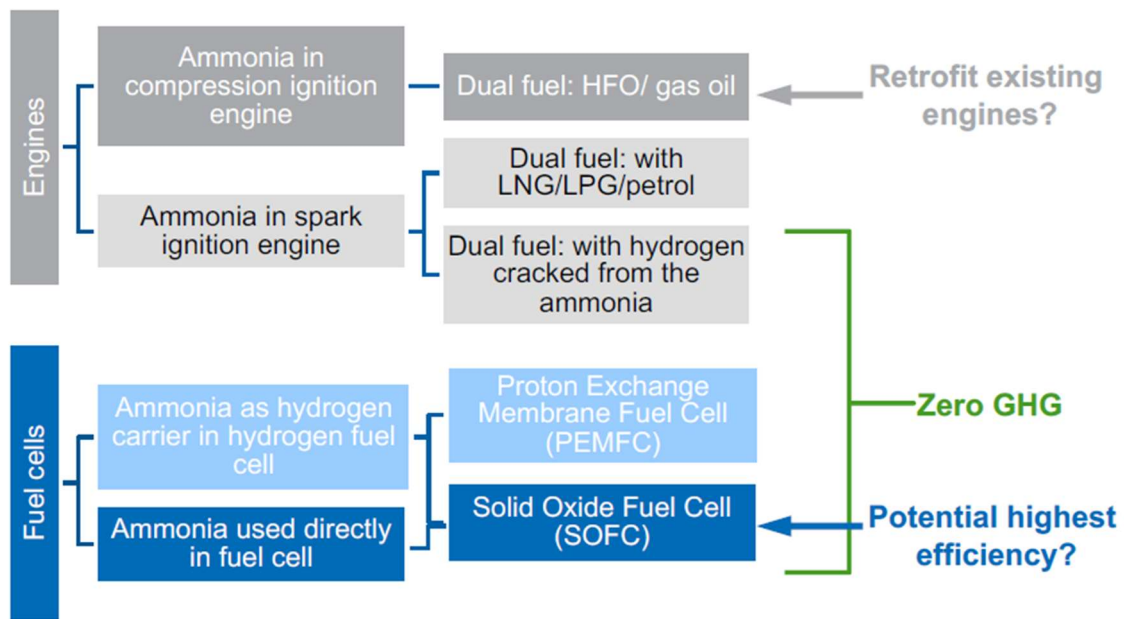 Engines
Ammonia in
compression ignition
engine
Dual fuel: HFO/ gas oil
Retrofit existing
engines?
Ammonia in spark
ignition engine
Dual fuel: with
LNG/LPG/petrol
Dual fuel: with hydrogen
cracked from the
ammonia
Fuel cells
Ammonia as hydrogen
carrier in hydrogen fuel
cell
Proton Exchange
Membrane Fuel Cell
(PEMFC)
Zero GHG
Ammonia used directly
in fuel cell
Solid Oxide Fuel Cell
(SOFC)
Potential highest
efficiency?